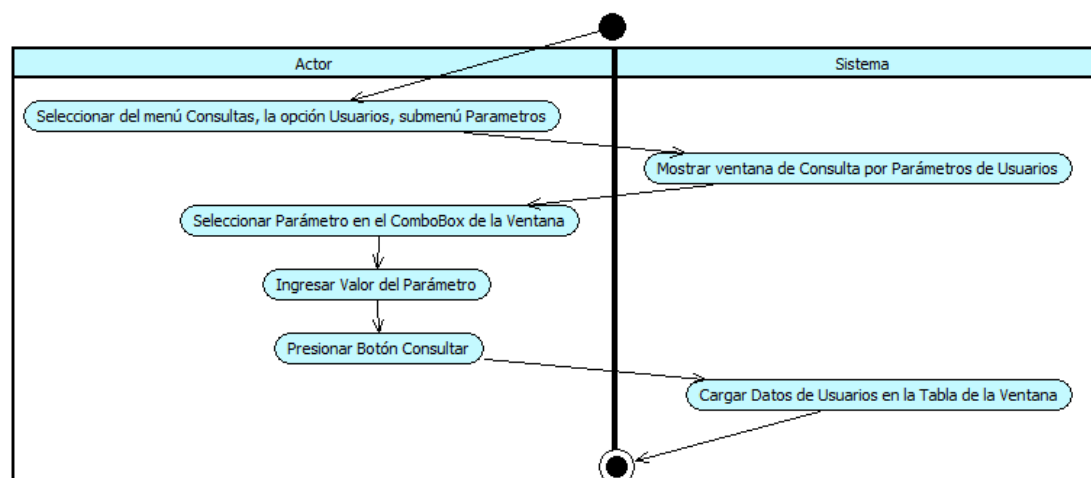 Actor
Sistema
Seleccionar del menú Consultas, la opción Usuarios, submenú Parametros
Mostrar ventana de Consulta por Parámetros de Usuarios
Seleccionar Parámetro en el ComboBox de la Ventana
Ingresar Valor del Parámetro
Presionar Botón Consultar
Cargar Datos de Usuarios en la Tabla de la Ventana